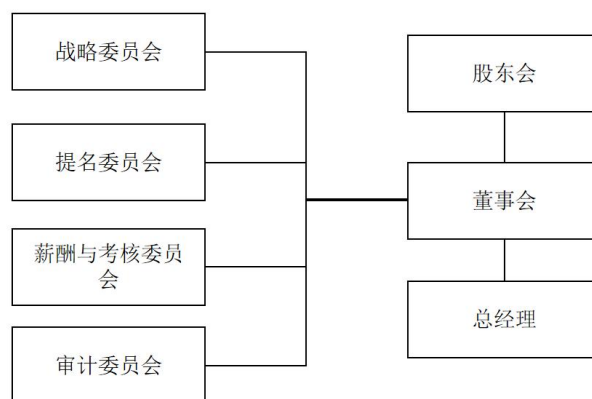 战略委员会
提名委员会
薪酬与考核委员
会
审计委员会
股东会
董事会
总经理